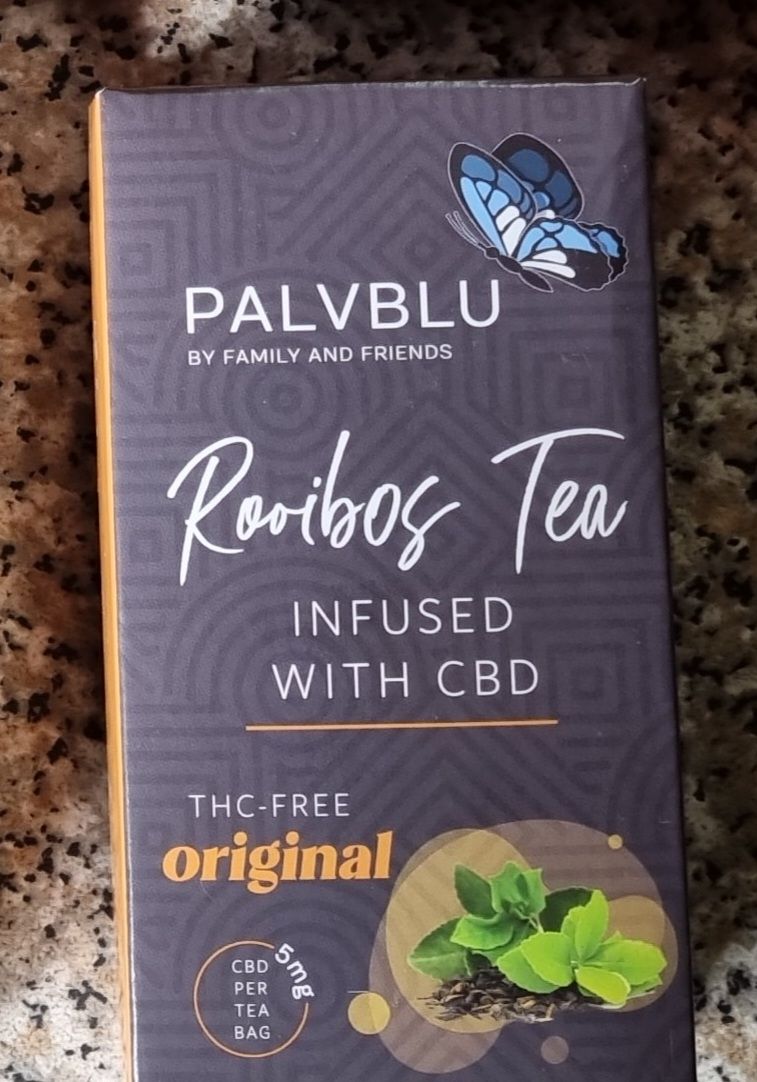 PALVBLU
BY FAMILY AND FRIENDS
Rooibos Tea
INFUSED
WITH CBD
THC-FREE
original
5mg
CBD
PER
TEA
BAG